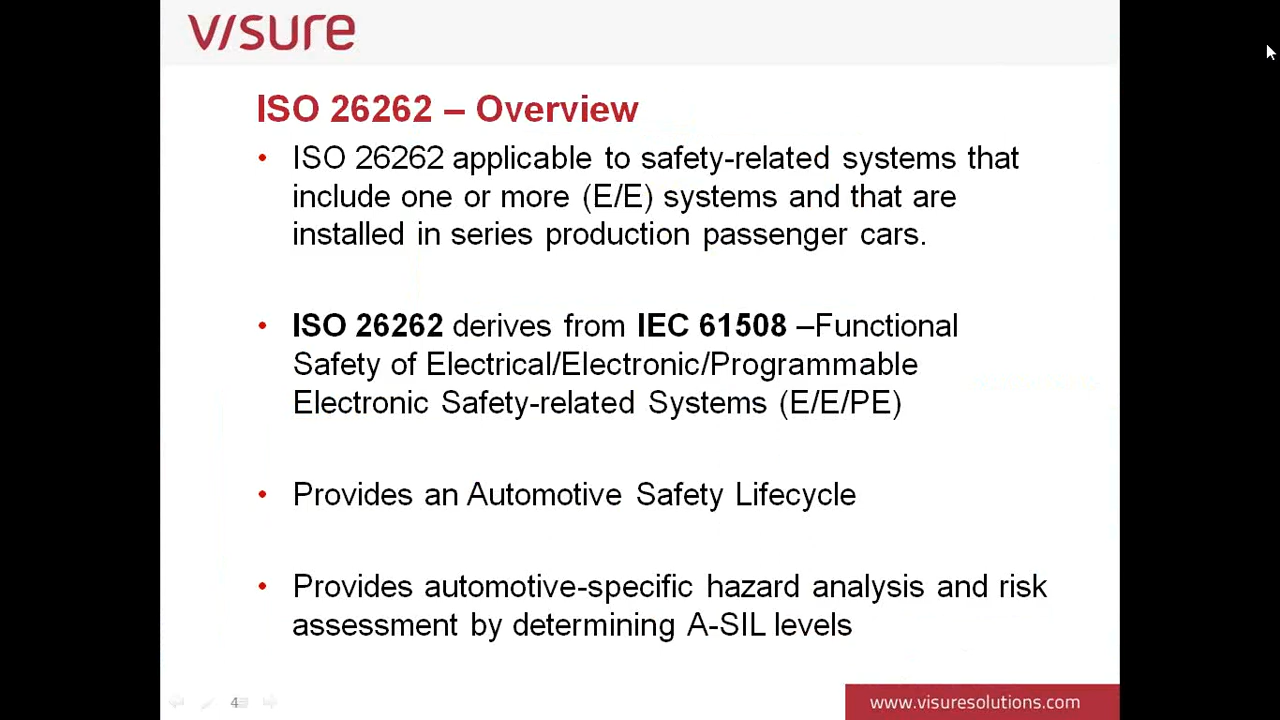 visure
ISO 26262 – Overview
• ISO 26262 applicable to safety-related systems that
include one or more (E/E) systems and that are
installed in series production passenger cars.
• ISO 26262 derives from IEC 61508 –Functional
Safety of Electrical/Electronic/Programmable
Electronic Safety-related Systems (E/E/PE)
• Provides an Automotive Safety Lifecycle
• Provides automotive-specific hazard analysis and risk
assessment by determining A-SIL levels
4
www.visuresolutions.com